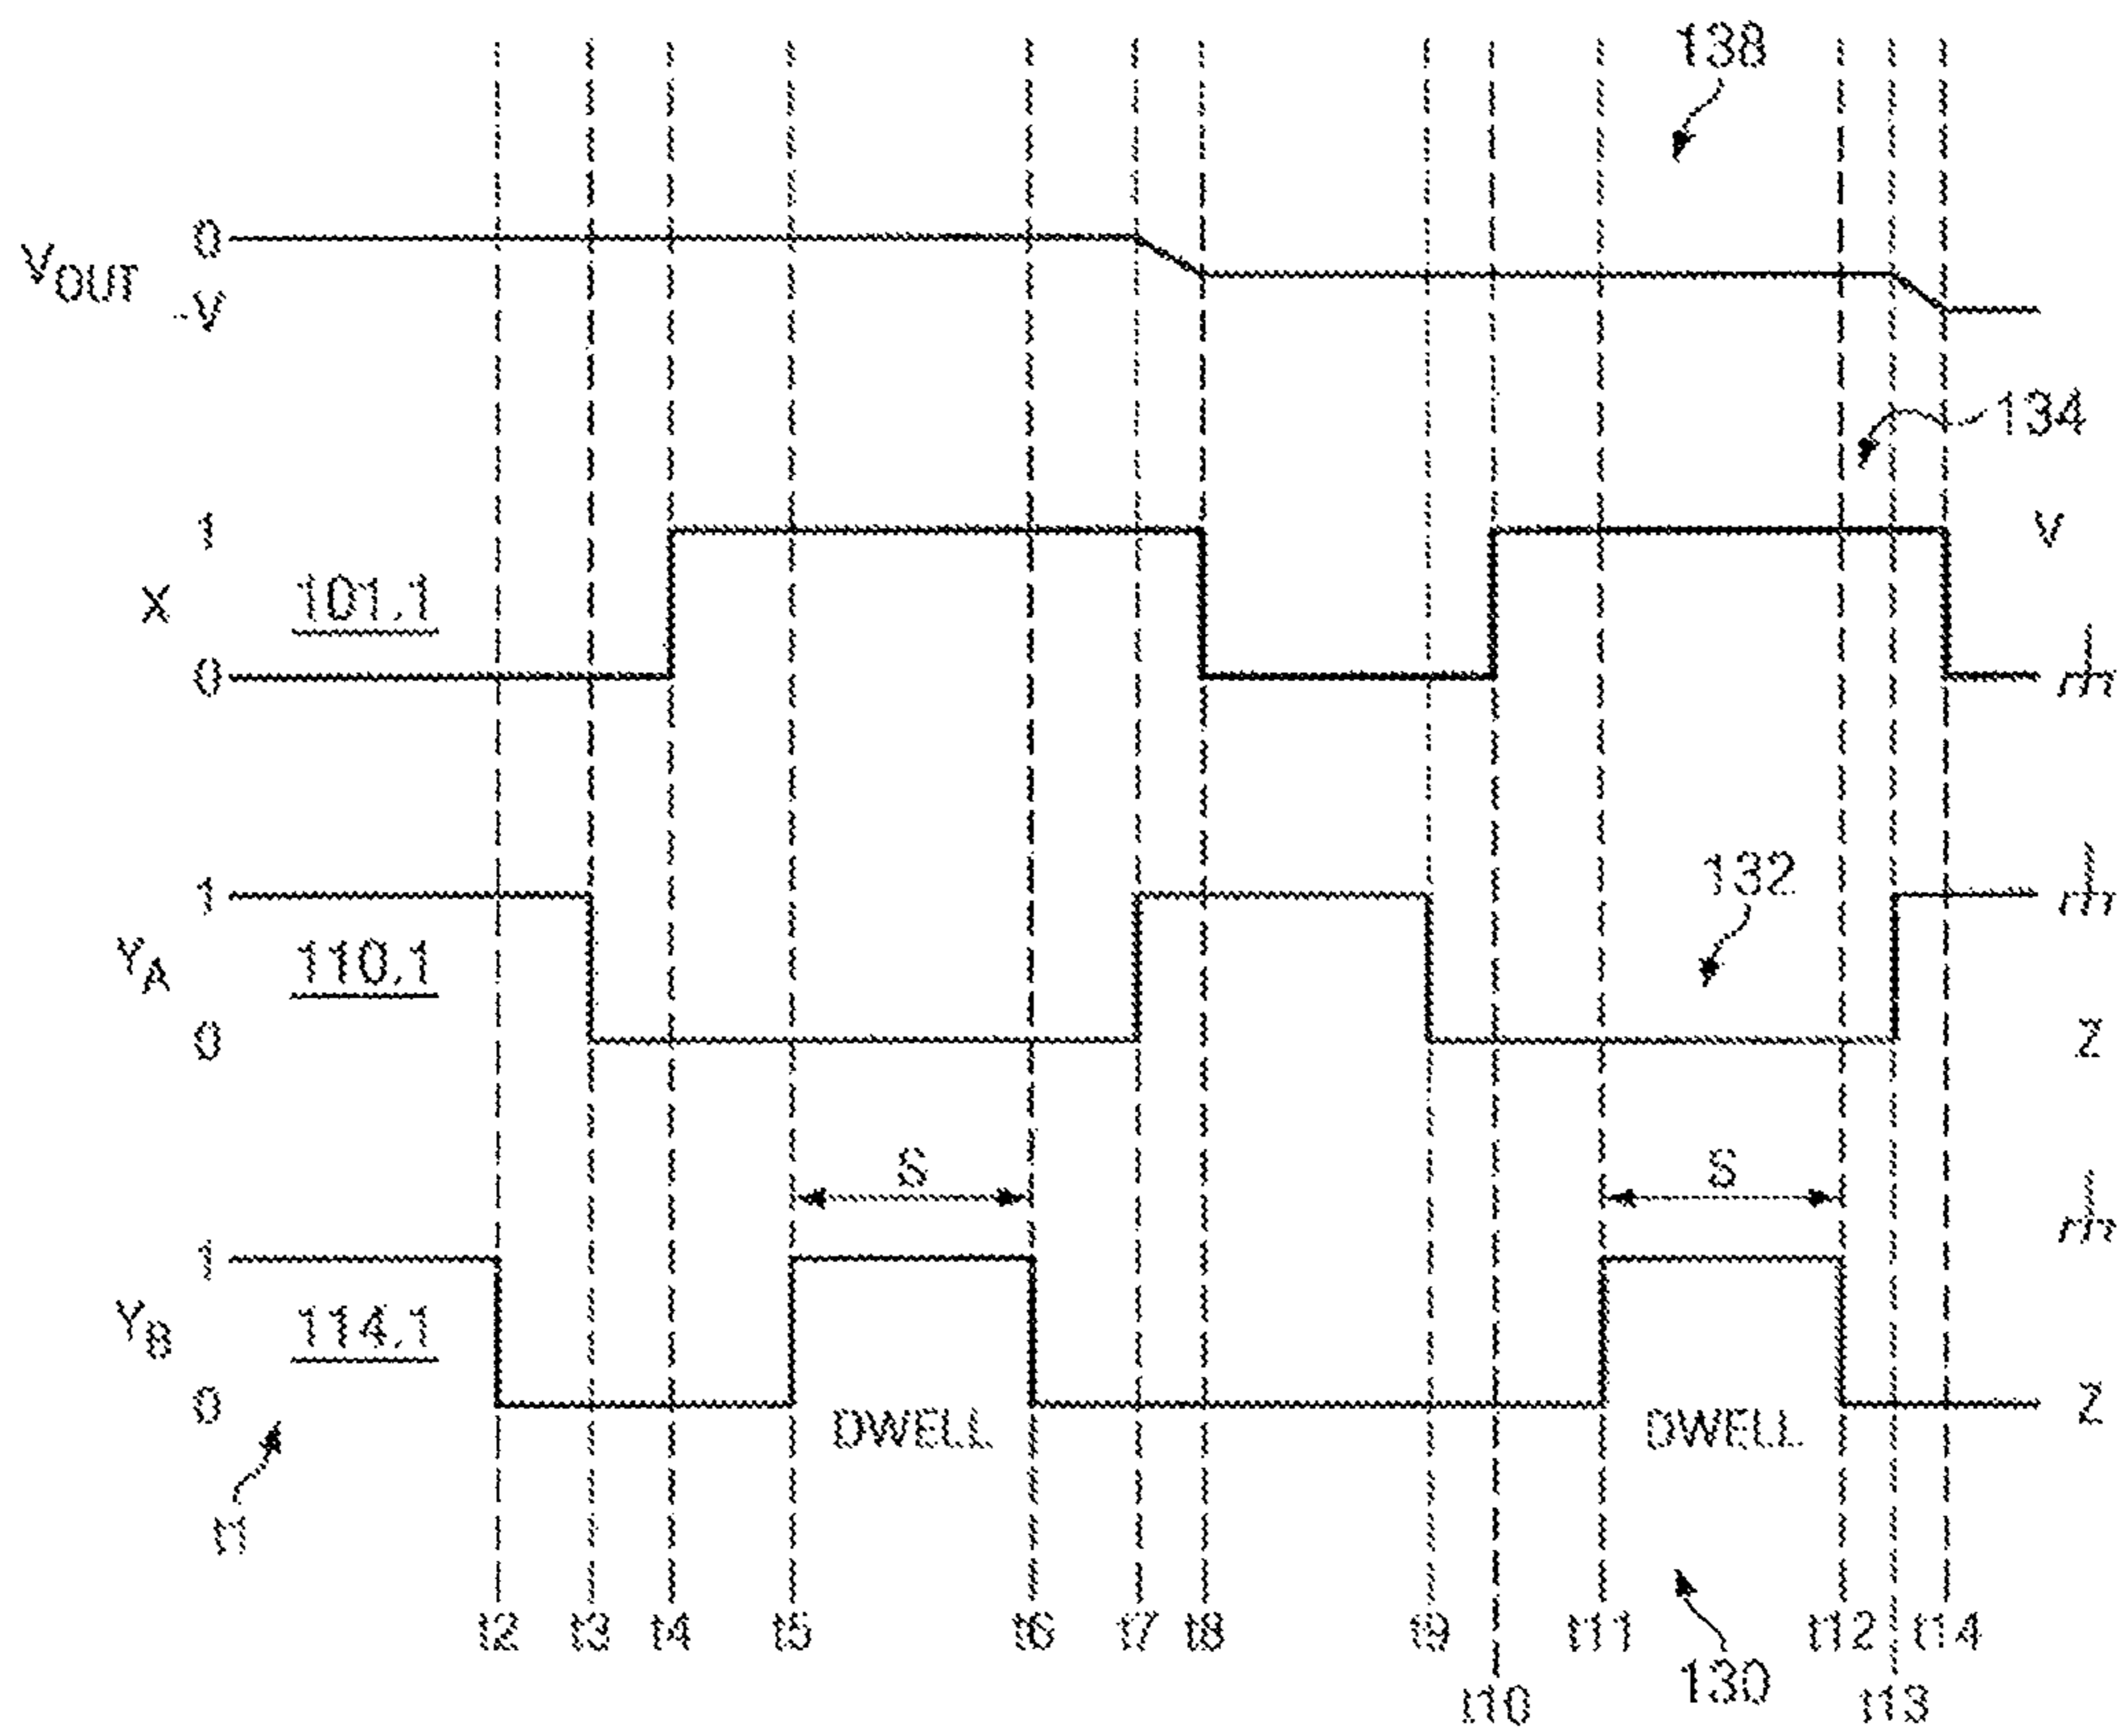 138
0
VOUT
-V
134
1
V
X
101.1
0
1
132
YA
110.1
0
Z
S
S
1
YB
114.1
0
DWELL
DWELL
Z
t1
t2
t3
t4
t5
t6
t7
t8
t9
t11
t12
t14
130
t10
t13